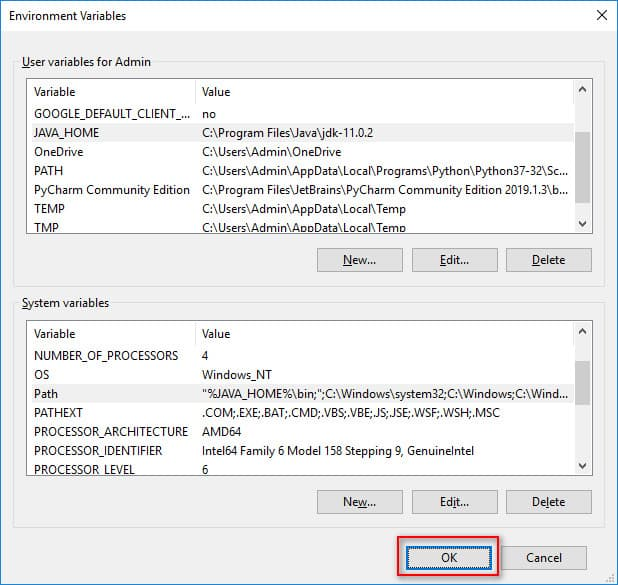 Environment Variables
User variables for Admin
Variable Value
GOOGLE_DEFAULT_CLIENT_... no
JAVA_HOME C:\Program Files\Java\jdk-11.0.2
OneDrive C:\Users\Admin\OneDrive
PATH C:\Users\Admin\AppData\Local\Programs\Python\Python37-32\Sc...
PyCharm Community Edition C:\Program Files\JetBrains\PyCharm Community Edition 2019.1.3\b...
TEMP C:\Users\Admin\AppData\Local\Temp
TMP C:\Users\Admin\AppData\Local\Temp
New... Edit... Delete
System variables
Variable Value
NUMBER_OF_PROCESSORS 4
OS Windows_NT
Path "%JAVA_HOME%\bin;";C:\Windows\system32;C:\Windows;C:\Wind...
PATHEXT .COM;.EXE;.BAT;.CMD;.VBS;.VBE;.JS;.JSE;.WSF;.WSH;.MSC
PROCESSOR_ARCHITECTURE AMD64
PROCESSOR_IDENTIFIER Intel64 Family 6 Model 158 Stepping 9, GenuineIntel
PROCESSOR_LEVEL 6
New... Edit... Delete
OK Cancel